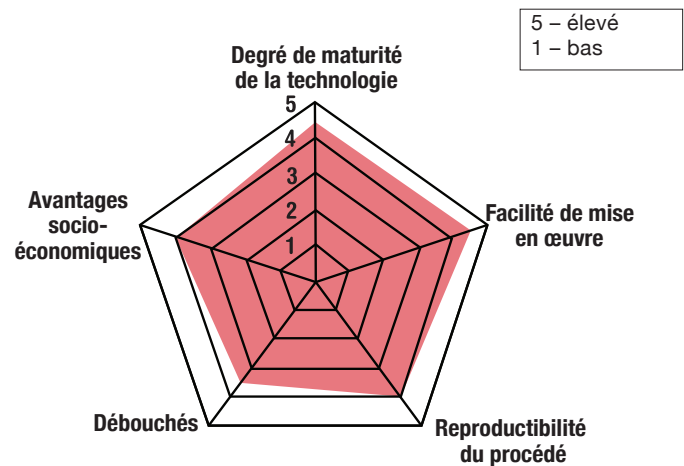 5 – élevé
1 – bas
Degré de maturité
de la technologie
5
4
3
2
1
Avantages
socio-
économiques
Facilité de mise
en œuvre
Débouchés
Reproductibilité
du procédé